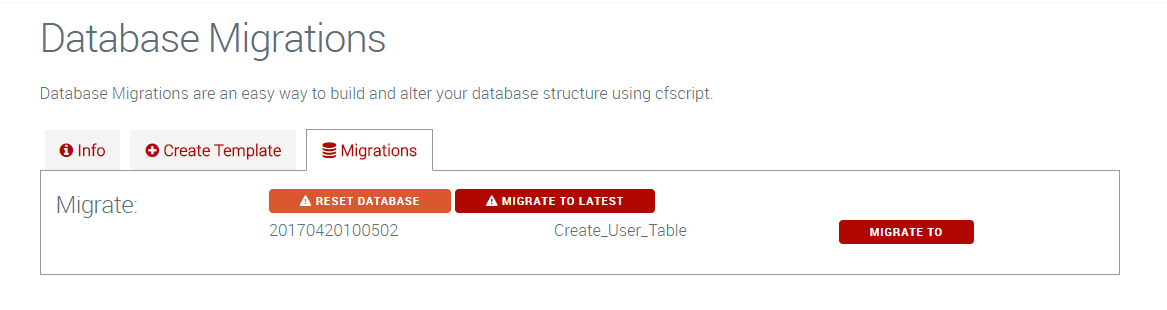 Database Migrations
Database Migrations are an easy way to build and alter your database structure using cfscript.
Info Create Template Migrations
Migrate: RESET DATABASE MIGRATE TO LATEST
20170420100502 Create_User_Table MIGRATE TO